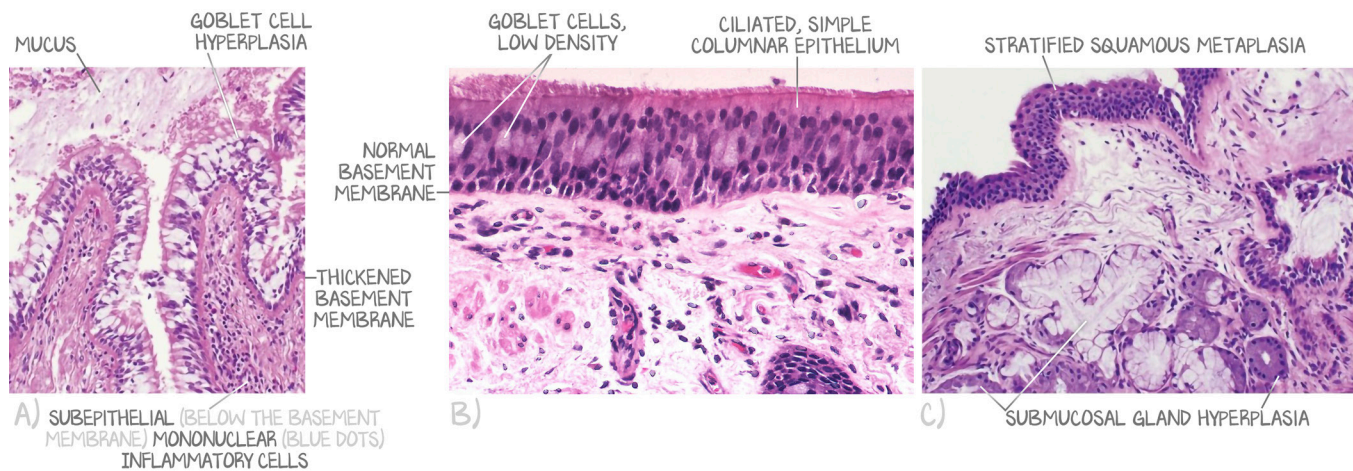 MUCUS
GOBLET CELL
HYPERPLASIA
THICKENED
BASEMENT
MEMBRANE
A) SUBEPITHELIAL (BELOW THE BASEMENT
MEMBRANE) MONONUCLEAR (BLUE DOTS)
INFLAMMATORY CELLS
GOBLET CELLS,
LOW DENSITY
CILIATED, SIMPLE
COLUMNAR EPITHELIUM
NORMAL
BASEMENT
MEMBRANE
B)
STRATIFIED SQUAMOUS METAPLASIA
C)
SUBMUCOSAL GLAND HYPERPLASIA